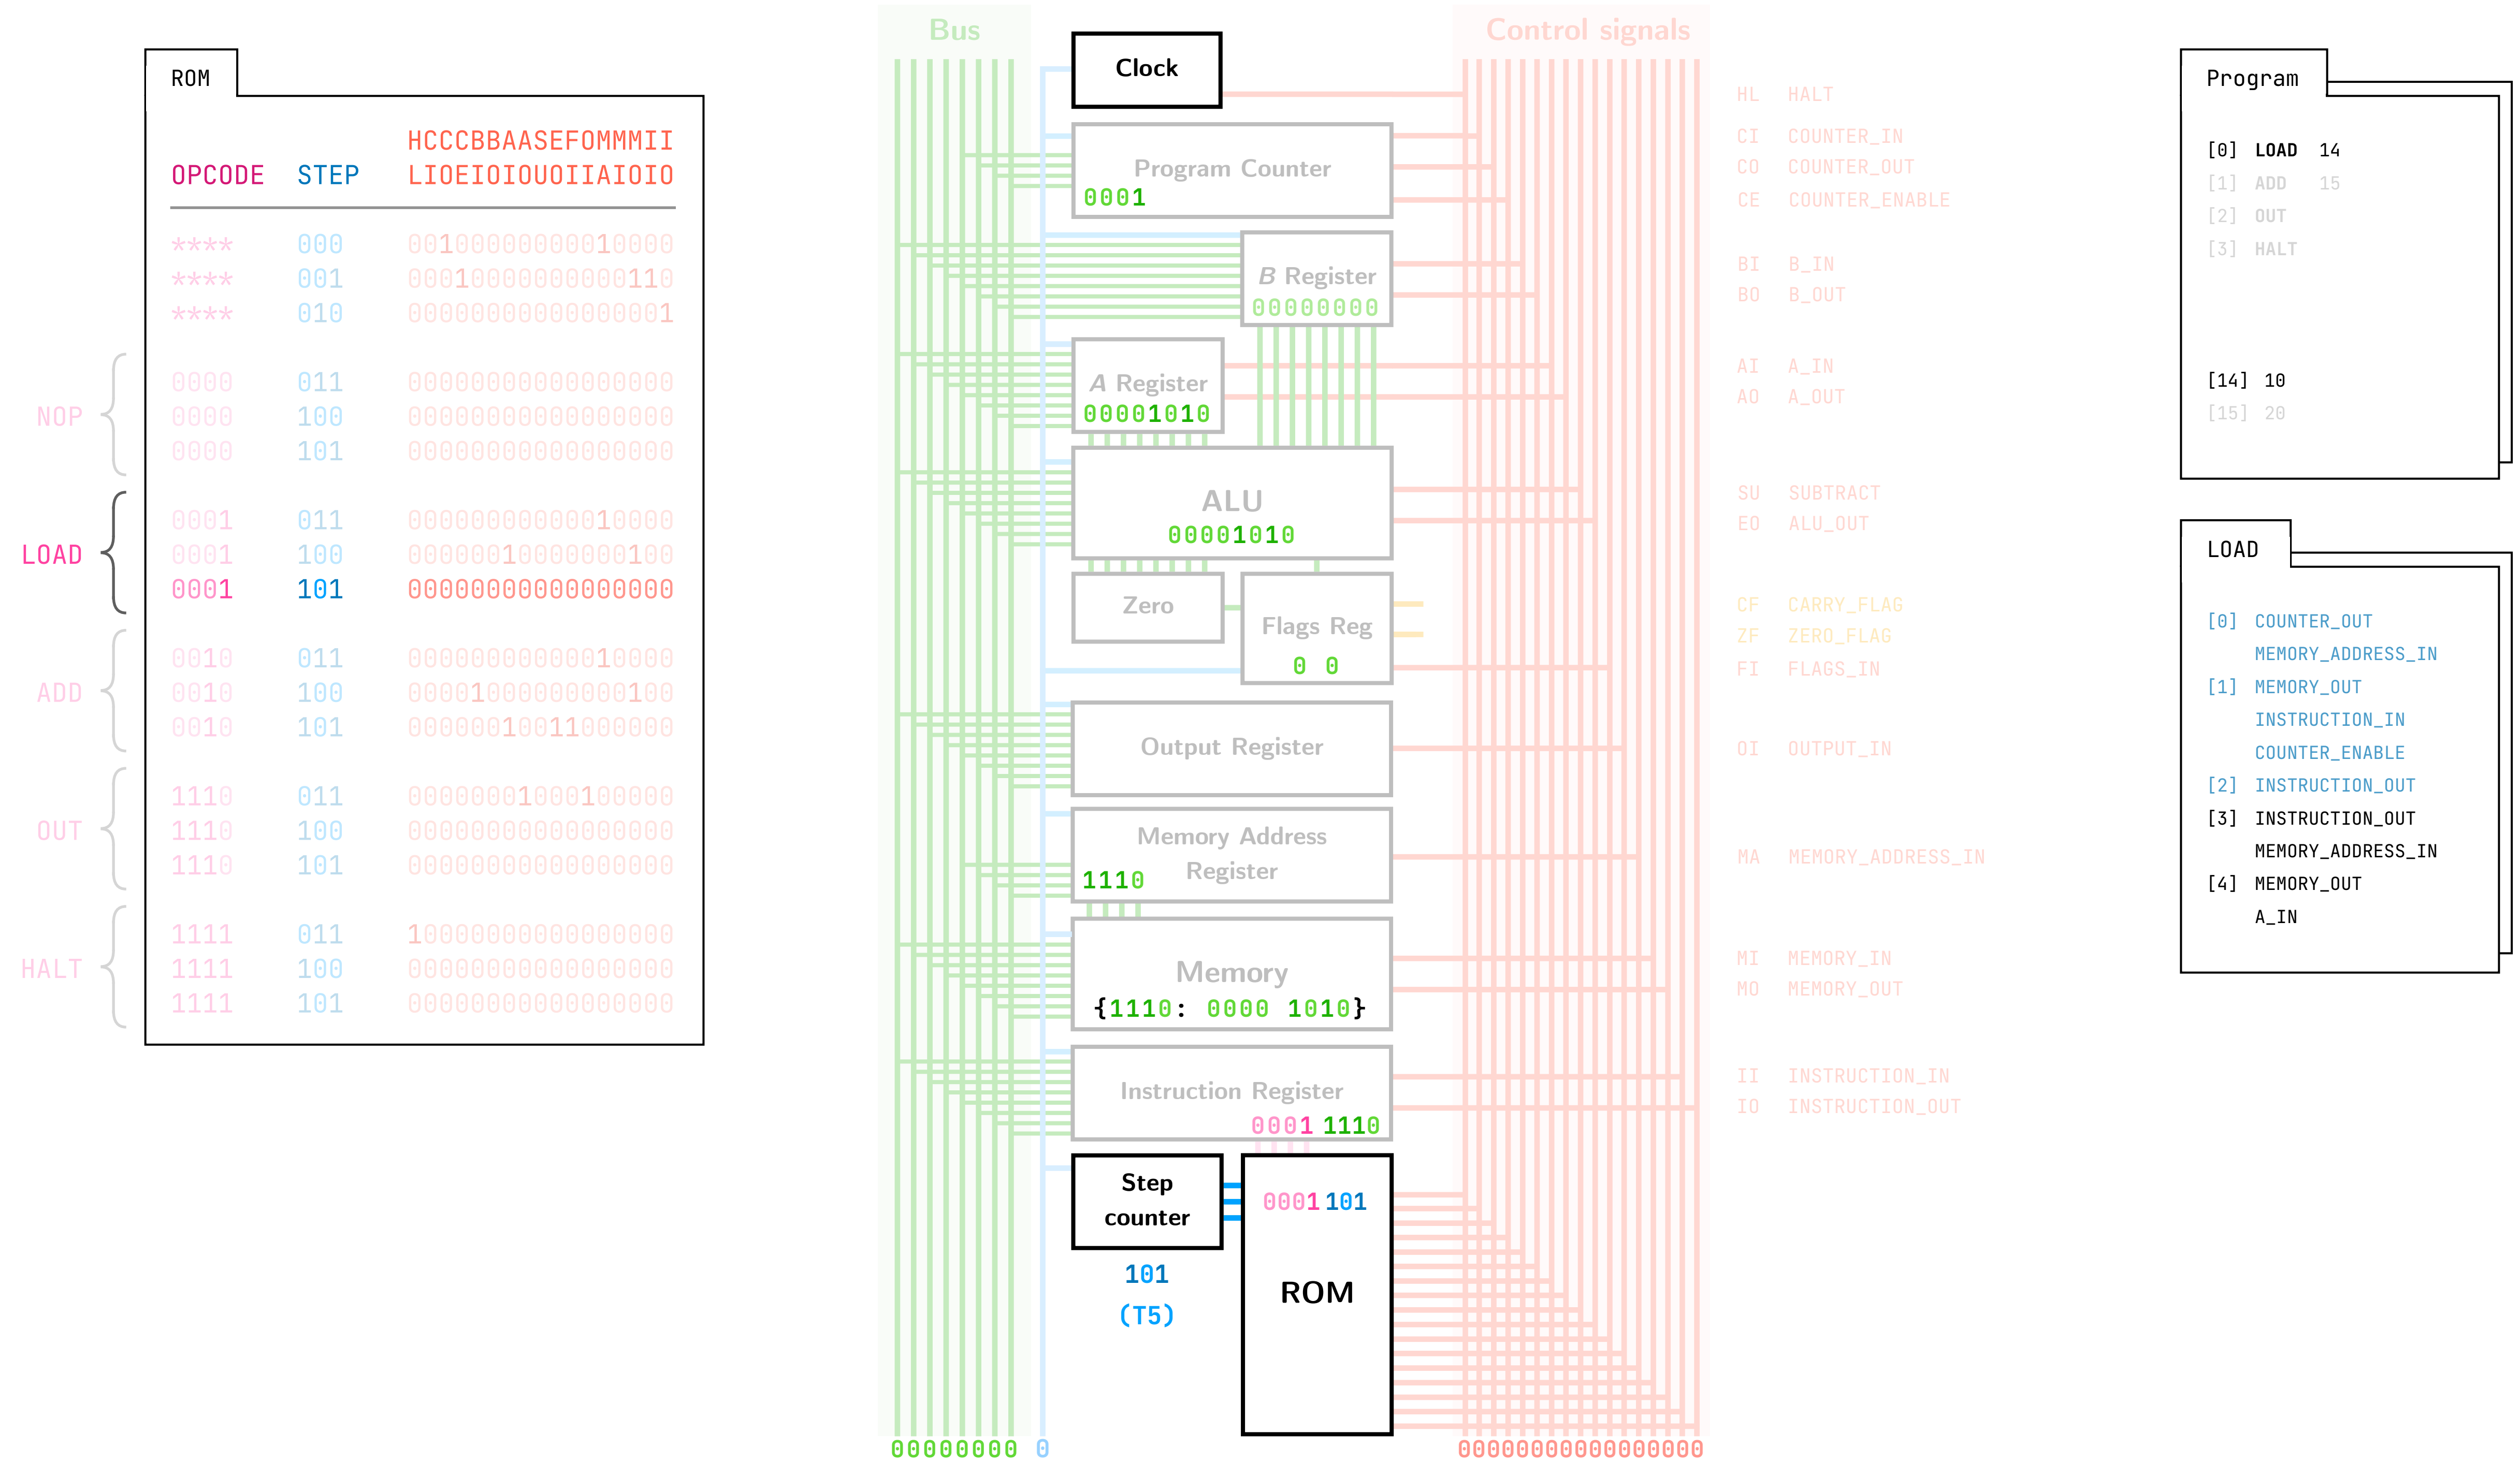 ROM
HCCCBBAASEFOMMMII
OPCODE STEP LIOEIOIOUOIIAIOIO
**** 000 00100000000010000
**** 001 00010000000000110
**** 010 00000000000000001
NOP
0000 011 00000000000000000
0000 100 00000000000000000
0000 101 00000000000000000
LOAD
0001 011 00000000000010000
0001 100 00000010000000100
0001 101 00000000000000000
ADD
0010 011 00000000000010000
0010 100 00001000000000100
0010 101 00000010011000000
OUT
1110 011 00000001000100000
1110 100 00000000000000000
1110 101 00000000000000000
HALT
1111 011 10000000000000000
1111 100 00000000000000000
1111 101 00000000000000000
Bus
Control signals
Clock
Program Counter
0001
B Register
00000000
A Register
00001010
ALU
00001010
Zero
Flags Reg
0 0
Output Register
Memory Address
Register
1110
Memory
{1110: 0000 1010}
Instruction Register
0001 1110
Step
counter
101
(T5)
0001 101
ROM
00000000
0
00000000000000000
HL HALT
CI COUNTER_IN
CO COUNTER_OUT
CE COUNTER_ENABLE
BI B_IN
BO B_OUT
AI A_IN
AO A_OUT
SU SUBTRACT
EO ALU_OUT
CF CARRY_FLAG
ZF ZERO_FLAG
FI FLAGS_IN
OI OUTPUT_IN
MA MEMORY_ADDRESS_IN
MI MEMORY_IN
MO MEMORY_OUT
II INSTRUCTION_IN
IO INSTRUCTION_OUT
Program
[0] LOAD 14
[1] ADD 15
[2] OUT
[3] HALT
[14] 10
[15] 20
LOAD
[0] COUNTER_OUT
MEMORY_ADDRESS_IN
[1] MEMORY_OUT
INSTRUCTION_IN
COUNTER_ENABLE
[2] INSTRUCTION_OUT
[3] INSTRUCTION_OUT
MEMORY_ADDRESS_IN
[4] MEMORY_OUT
A_IN